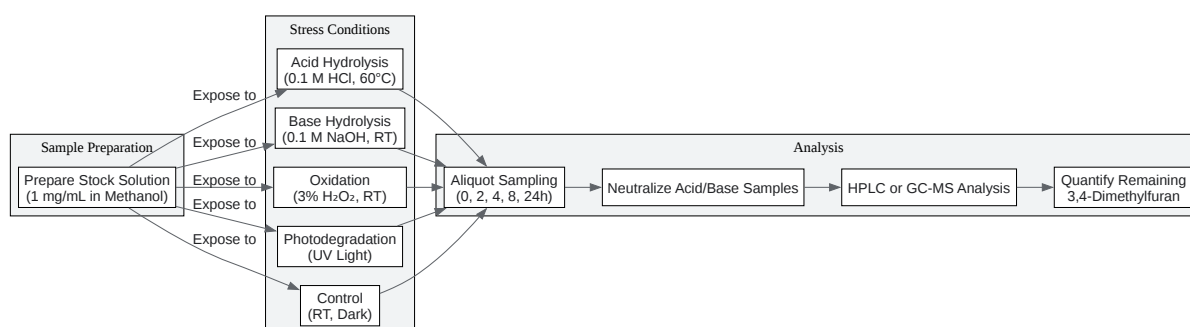 Stress Conditions
Acid Hydrolysis
(0.1 M HCl, 60°C)
Expose to
Base Hydrolysis
(0.1 M NaOH, RT)
Expose to
Sample Preparation
Prepare Stock Solution
(1 mg/mL in Methanol)
Expose to
Oxidation
(3% H₂O₂, RT)
Expose to
Photodegradation
(UV Light)
Expose to
Control
(RT, Dark)
Analysis
Aliquot Sampling
(0, 2, 4, 8, 24h)
Neutralize Acid/Base Samples
HPLC or GC-MS Analysis
Quantify Remaining
3,4-Dimethylfuran